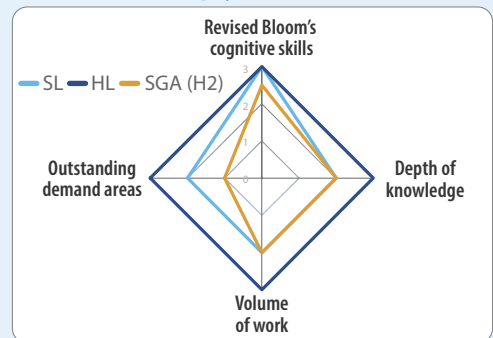 Revised Bloom's
cognitive skills
SL HL SGA (H2)
3
2
1
0
Outstanding
demand areas
Depth of
knowledge
Volume
of work